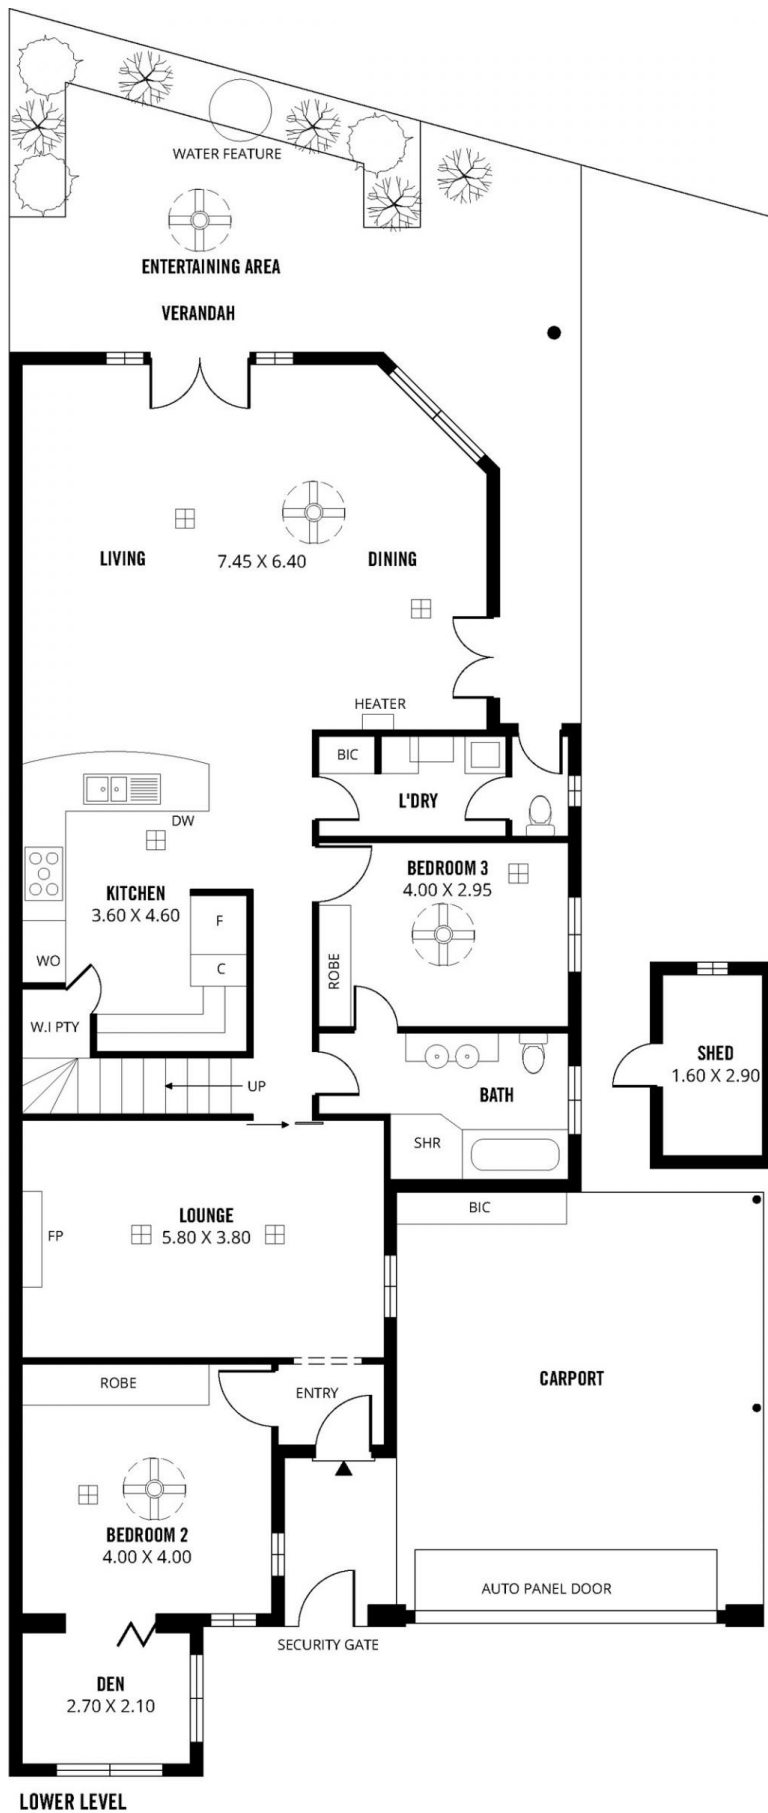 WATER FEATURE
ENTERTAINING AREA
VERANDAH
LIVING
7.45 X 6.40
DINING
HEATER
BIC
L'DRY
DW
KITCHEN
3.60 X 4.60
F
C
WO
W.I PTY
UP
BEDROOM 3
4.00 X 2.95
ROBE
BATH
SHR
SHED
1.60 X 2.90
LOUNGE
5.80 X 3.80
FP
BIC
CARPORT
ROBE
ENTRY
BEDROOM 2
4.00 X 4.00
AUTO PANEL DOOR
SECURITY GATE
DEN
2.70 X 2.10
LOWER LEVEL